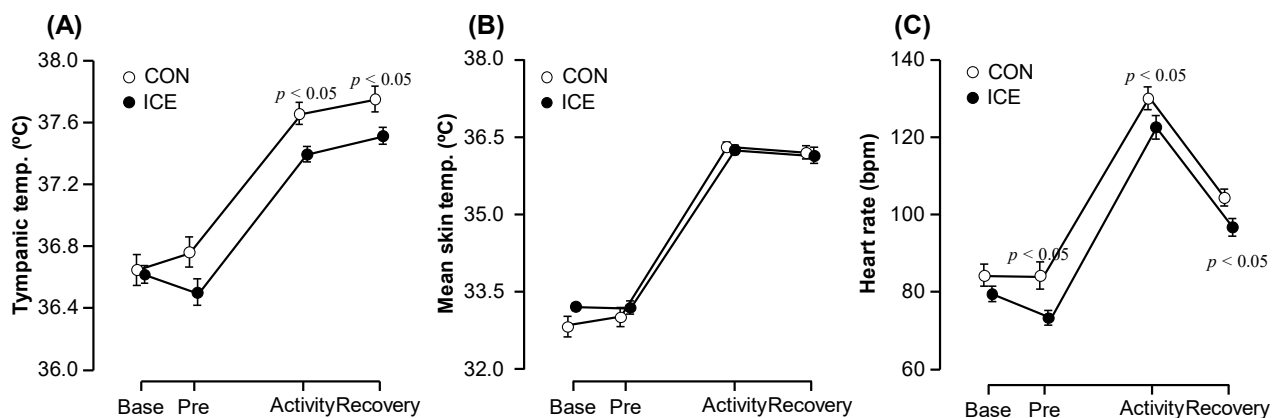 (A)
Tympanic temp. (ºC)
38.0
37.6
37.2
36.8
36.4
36.0
CON
ICE
p < 0.05
p < 0.05
Base Pre Activity Recovery
(B)
Mean skin temp. (ºC)
38.0
36.5
35.0
33.5
32.0
CON
ICE
Base Pre Activity Recovery
(C)
Heart rate (bpm)
140
120
100
80
60
CON
ICE
p < 0.05
p < 0.05
p < 0.05
Base Pre Activity Recovery